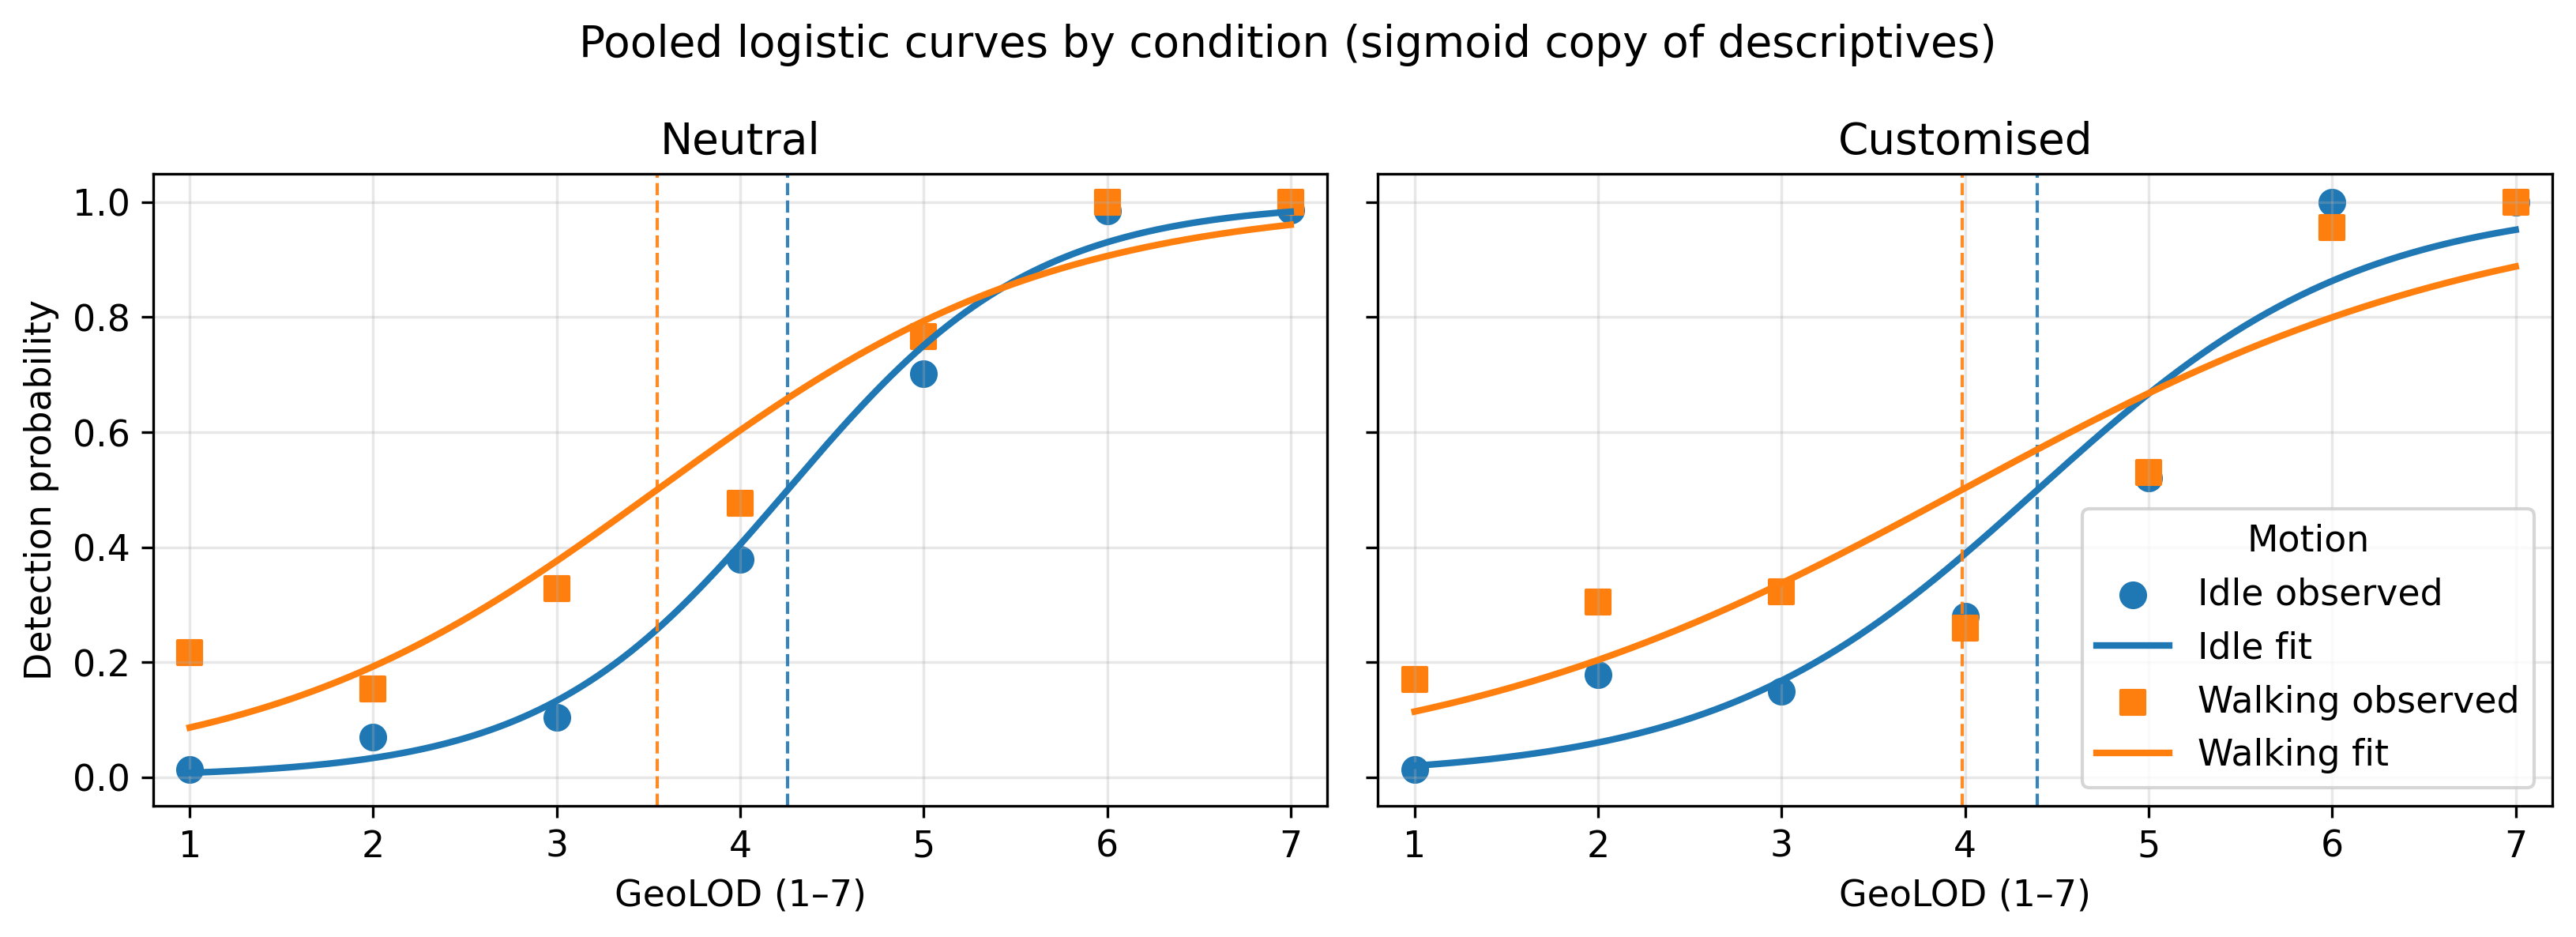 Pooled logistic curves by condition (sigmoid copy of descriptives)
Neutral
Customised
Detection probability
1.0
0.8
0.6
0.4
0.2
0.0
1 2 3 4 5 6 7
1 2 3 4 5 6 7
GeoLOD (1–7)
GeoLOD (1–7)
Motion
Idle observed
Idle fit
Walking observed
Walking fit